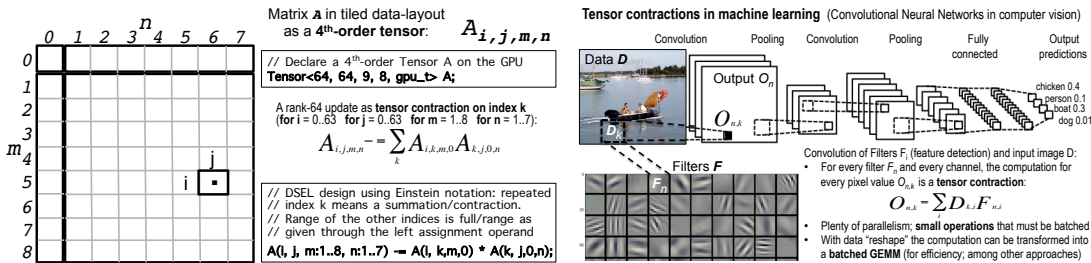 n
0 1 2 3 4 5 6 7
0
1
2
3
m
4
5
6
7
8
j
i
Matrix A in tiled data-layout
as a 4th-order tensor:
A i,j,m,n
// Declare a 4th-order Tensor A on the GPU
Tensor<64, 64, 9, 8, gpu_t> A;
A rank-64 update as tensor contraction on index k
(for i = 0..63 for j = 0..63 for m = 1..8 for n = 1..7):
A i,j,m,n −= ∑ k A i,k,m,0 A k,j,0,n
// DSEL design using Einstein notation: repeated
// index k means a summation/contraction.
// Range of the other indices is full/range as
// given through the left assignment operand
A(i, j, m:1..8, n:1..7) -= A(i, k,m,0) * A(k, j,0,n);
Tensor contractions in machine learning (Convolutional Neural Networks in computer vision)
Convolution Pooling Convolution Pooling Fully connected Output predictions
Data D
Output On
On,k
Dk
chicken 0.4
person 0.1
boat 0.3
dog 0.01
Filters F
Fn
0
20
40
Convolution of Filters Fi (feature detection) and input image D:
• For every filter Fn and every channel, the computation for
every pixel value On,k is a tensor contraction:
O n,k = ∑ i D k,i F n,i
• Plenty of parallelism; small operations that must be batched
• With data “reshape” the computation can be transformed into
a batched GEMM (for efficiency; among other approaches)